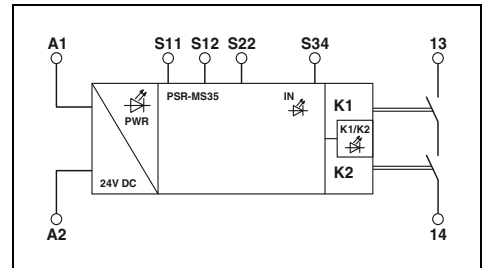 A1 S11 S12 S22 S34 13
PSR-MS35 IN K1
PWR K1/K2
24V DC K2
A2 14